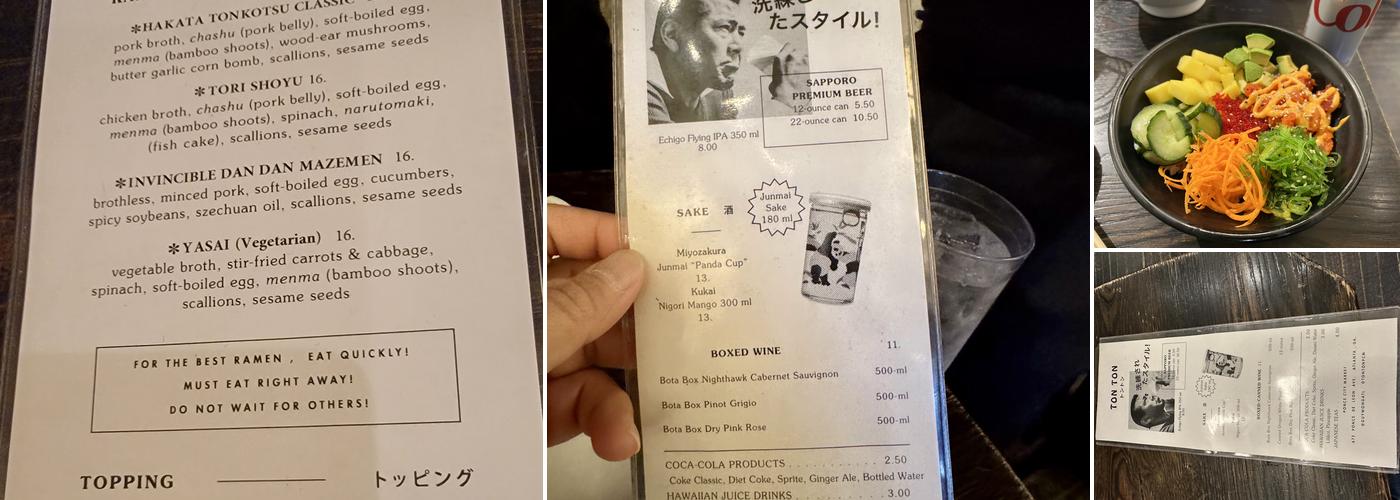 ✻HAKATA TONKOTSU CLASSIC
pork broth, chashu (pork belly), soft-boiled egg,
menma (bamboo shoots), wood-ear mushrooms,
butter garlic corn bomb, scallions, sesame seeds
✻TORI SHOYU 16.
chicken broth, chashu (pork belly), soft-boiled egg,
menma (bamboo shoots), spinach, narutomaki,
(fish cake), scallions, sesame seeds
✻INVINCIBLE DAN DAN MAZEMEN 16.
brothless, minced pork, soft-boiled egg, cucumbers,
spicy soybeans, szechuan oil, scallions, sesame seeds
✻YASAI (Vegetarian) 16.
vegetable broth, stir-fried carrots & cabbage,
spinach, soft-boiled egg, menma (bamboo shoots),
scallions, sesame seeds
FOR THE BEST RAMEN , EAT QUICKLY!
MUST EAT RIGHT AWAY!
DO NOT WAIT FOR OTHERS!
TOPPING トッピング
たスタイル!
SAPPORO
PREMIUM BEER
12-ounce can 5.50
22-ounce can 10.50
Echigo Flying IPA 350 ml
8.00
SAKE 酒
Junmai
Sake
180 ml
Miyozakura
Junmai "Panda Cup"
13.
Kukai
Nigori Mango 300 ml
13.
BOXED WINE 11.
Bota Box Nighthawk Cabernet Sauvignon 500-ml
Bota Box Pinot Grigio 500-ml
Bota Box Dry Pink Rose 500-ml
COCA-COLA PRODUCTS . . . . . . . . . . 2.50
Coke Classic, Diet Coke, Sprite, Ginger Ale, Bottled Water
HAWAIIAN JUICE DRINKS . . . . . . . . . 3.00
TON TON
トントン